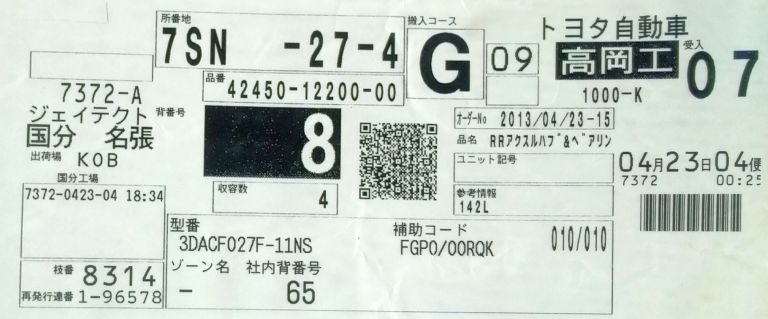 所番地
7SN -27-4
搬入コース
G
09
トヨタ自動車
高岡工
1000-K
受入
07
7372-A
ジェイテクト
国分 名張
出荷場 K0B
品番
42450-12200-00
背番号
8
収容数
4
オーダーNo 2013/04/23-15
品名 RRアクスルハブ&ベアリン
ユニット記号
参考情報
142L
04月23日04便
7372 00:25
国分工場
7372-0423-04 18:34
型番
3DACF027F-11NS
補助コード
FGP0/00RQK
010/010
ゾーン名 社内背番号
- 65
枝番 8314
再発行連番 1-96578